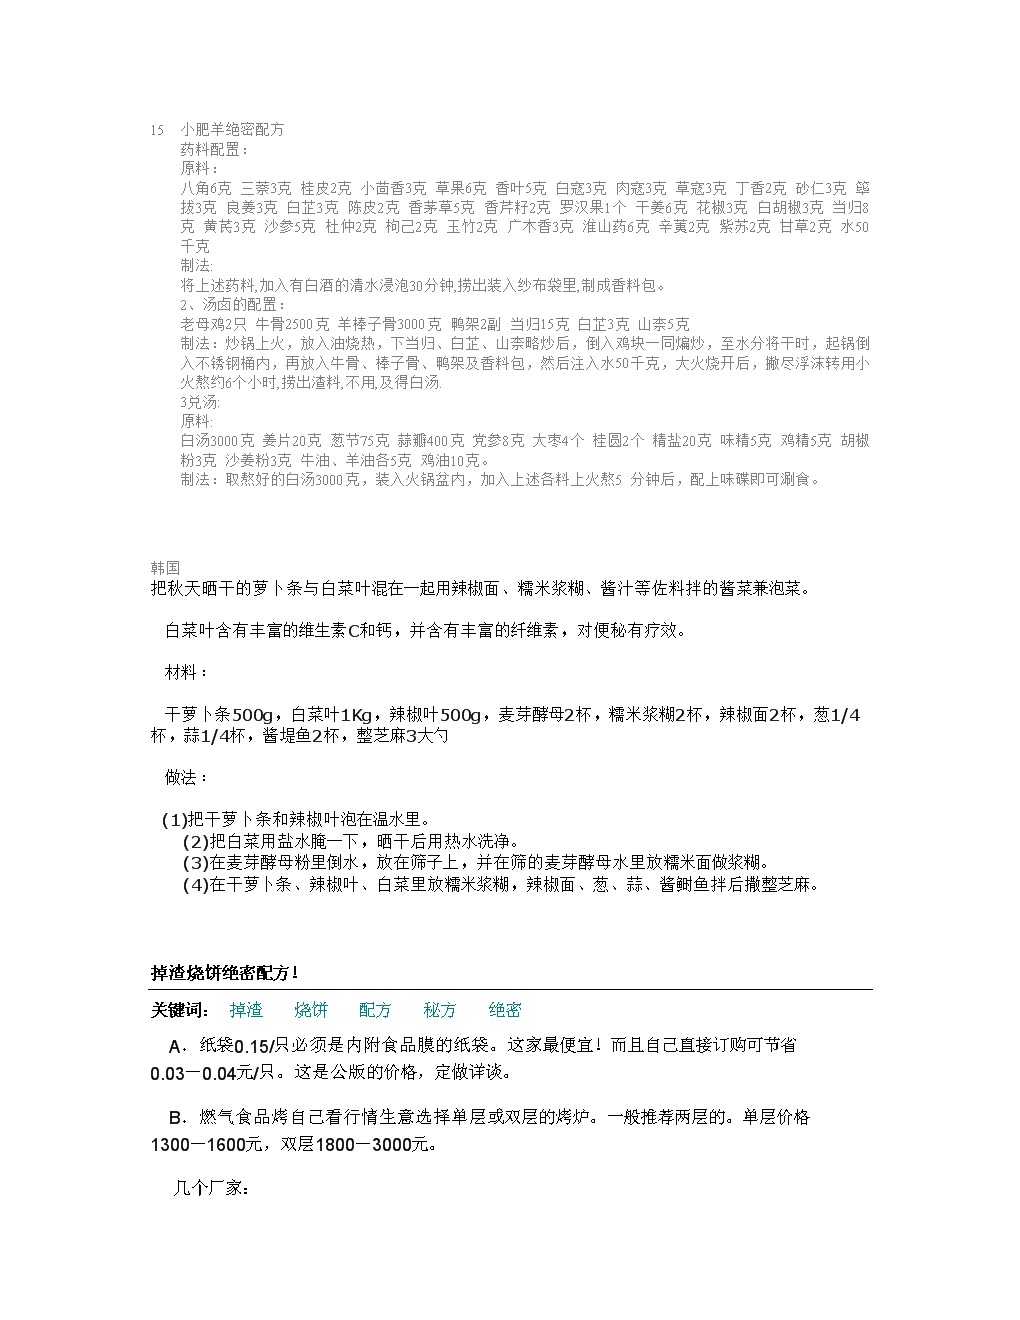 15 小肥羊绝密配方
药料配置：
原料：
八角6克 三萘3克 桂皮2克 小茴香3克 草果6克 香叶5克 白寇3克 肉寇3克 草寇3克 丁香2克 砂仁3克 筚
拔3克 良姜3克 白芷3克 陈皮2克 香茅草5克 香芹籽2克 罗汉果1个 干姜6克 花椒3克 白胡椒3克 当归8
克 黄芪3克 沙参5克 杜仲2克 枸己2克 玉竹2克 广木香3克 淮山药6克 辛荑2克 紫苏2克 甘草2克 水50
千克
制法:
将上述药料,加入有白酒的清水浸泡30分钟,捞出装入纱布袋里,制成香料包。
2、汤卤的配置：
老母鸡2只 牛骨2500克 羊棒子骨3000克 鸭架2副 当归15克 白芷3克 山柰5克
制法：炒锅上火，放入油烧热，下当归、白芷、山柰略炒后，倒入鸡块一同煸炒，至水分将干时，起锅倒
入不锈钢桶内，再放入牛骨、棒子骨、鸭架及香料包，然后注入水50千克，大火烧开后，撇尽浮沫转用小
火熬约6个小时,捞出渣料,不用,及得白汤.
3兑汤:
原料:
白汤3000克 姜片20克 葱节75克 蒜瓣400克 党参8克 大枣4个 桂圆2个 精盐20克 味精5克 鸡精5克 胡椒
粉3克 沙姜粉3克 牛油、羊油各5克 鸡油10克。
制法：取熬好的白汤3000克，装入火锅盆内，加入上述各料上火熬5 分钟后，配上味碟即可涮食。
韩国
把秋天晒干的萝卜条与白菜叶混在一起用辣椒面、糯米浆糊、酱汁等佐料拌的酱菜兼泡菜。
白菜叶含有丰富的维生素C和钙，并含有丰富的纤维素，对便秘有疗效。
材料：
干萝卜条500g，白菜叶1Kg，辣椒叶500g，麦芽酵母2杯，糯米浆糊2杯，辣椒面2杯，葱1/4
杯，蒜1/4杯，酱堤鱼2杯，整芝麻3大勺
做法：
(1)把干萝卜条和辣椒叶泡在温水里。
(2)把白菜用盐水腌一下，晒干后用热水洗净。
(3)在麦芽酵母粉里倒水，放在筛子上，并在筛的麦芽酵母水里放糯米面做浆糊。
(4)在干萝卜条、辣椒叶、白菜里放糯米浆糊，辣椒面、葱、蒜、酱鳀鱼拌后撒整芝麻。
掉渣烧饼绝密配方！
关键词： 掉渣 烧饼 配方 秘方 绝密
A．纸袋0.15/只必须是内附食品膜的纸袋。这家最便宜！而且自己直接订购可节省
0.03－0.04元/只。这是公版的价格，定做详谈。
B．燃气食品烤自己看行情生意选择单层或双层的烤炉。一般推荐两层的。单层价格
1300－1600元，双层1800－3000元。
几个厂家：